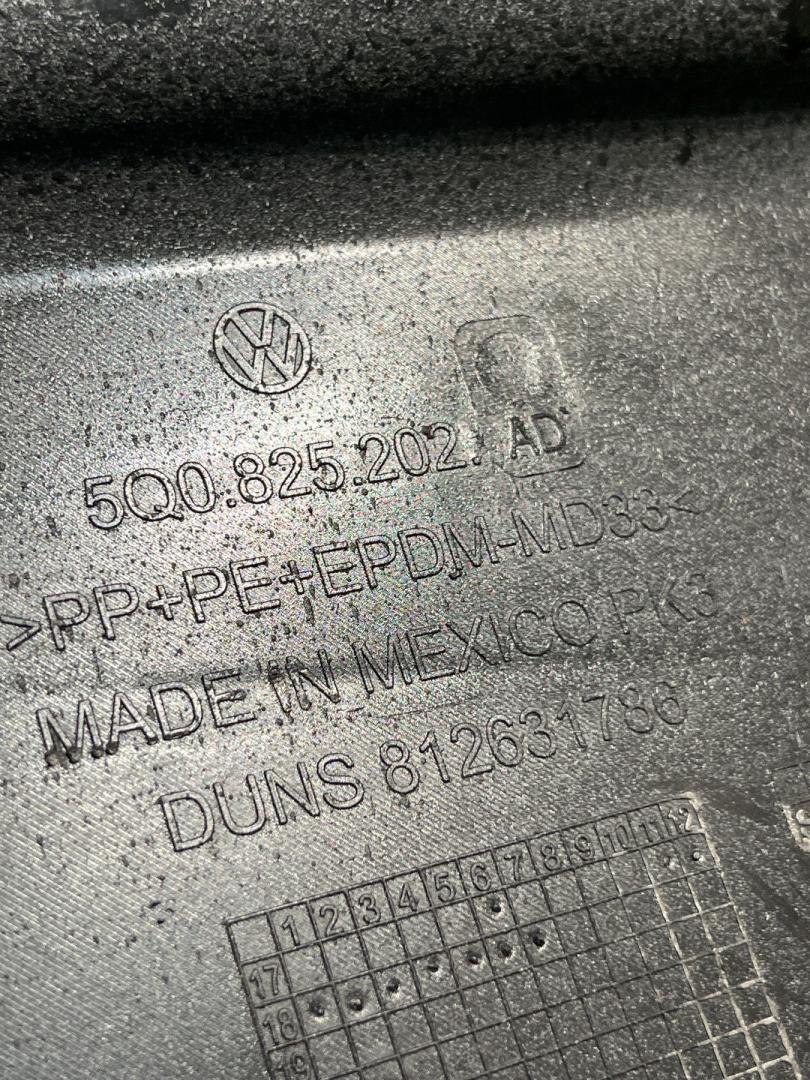 5Q0.825.202. AD
>PP+PE+EPDM-MD33<
MADE IN MEXICO PK3
DUNS 812631786
1 2 3 4 5 6 7 8 9 10 11 12
17
18
19